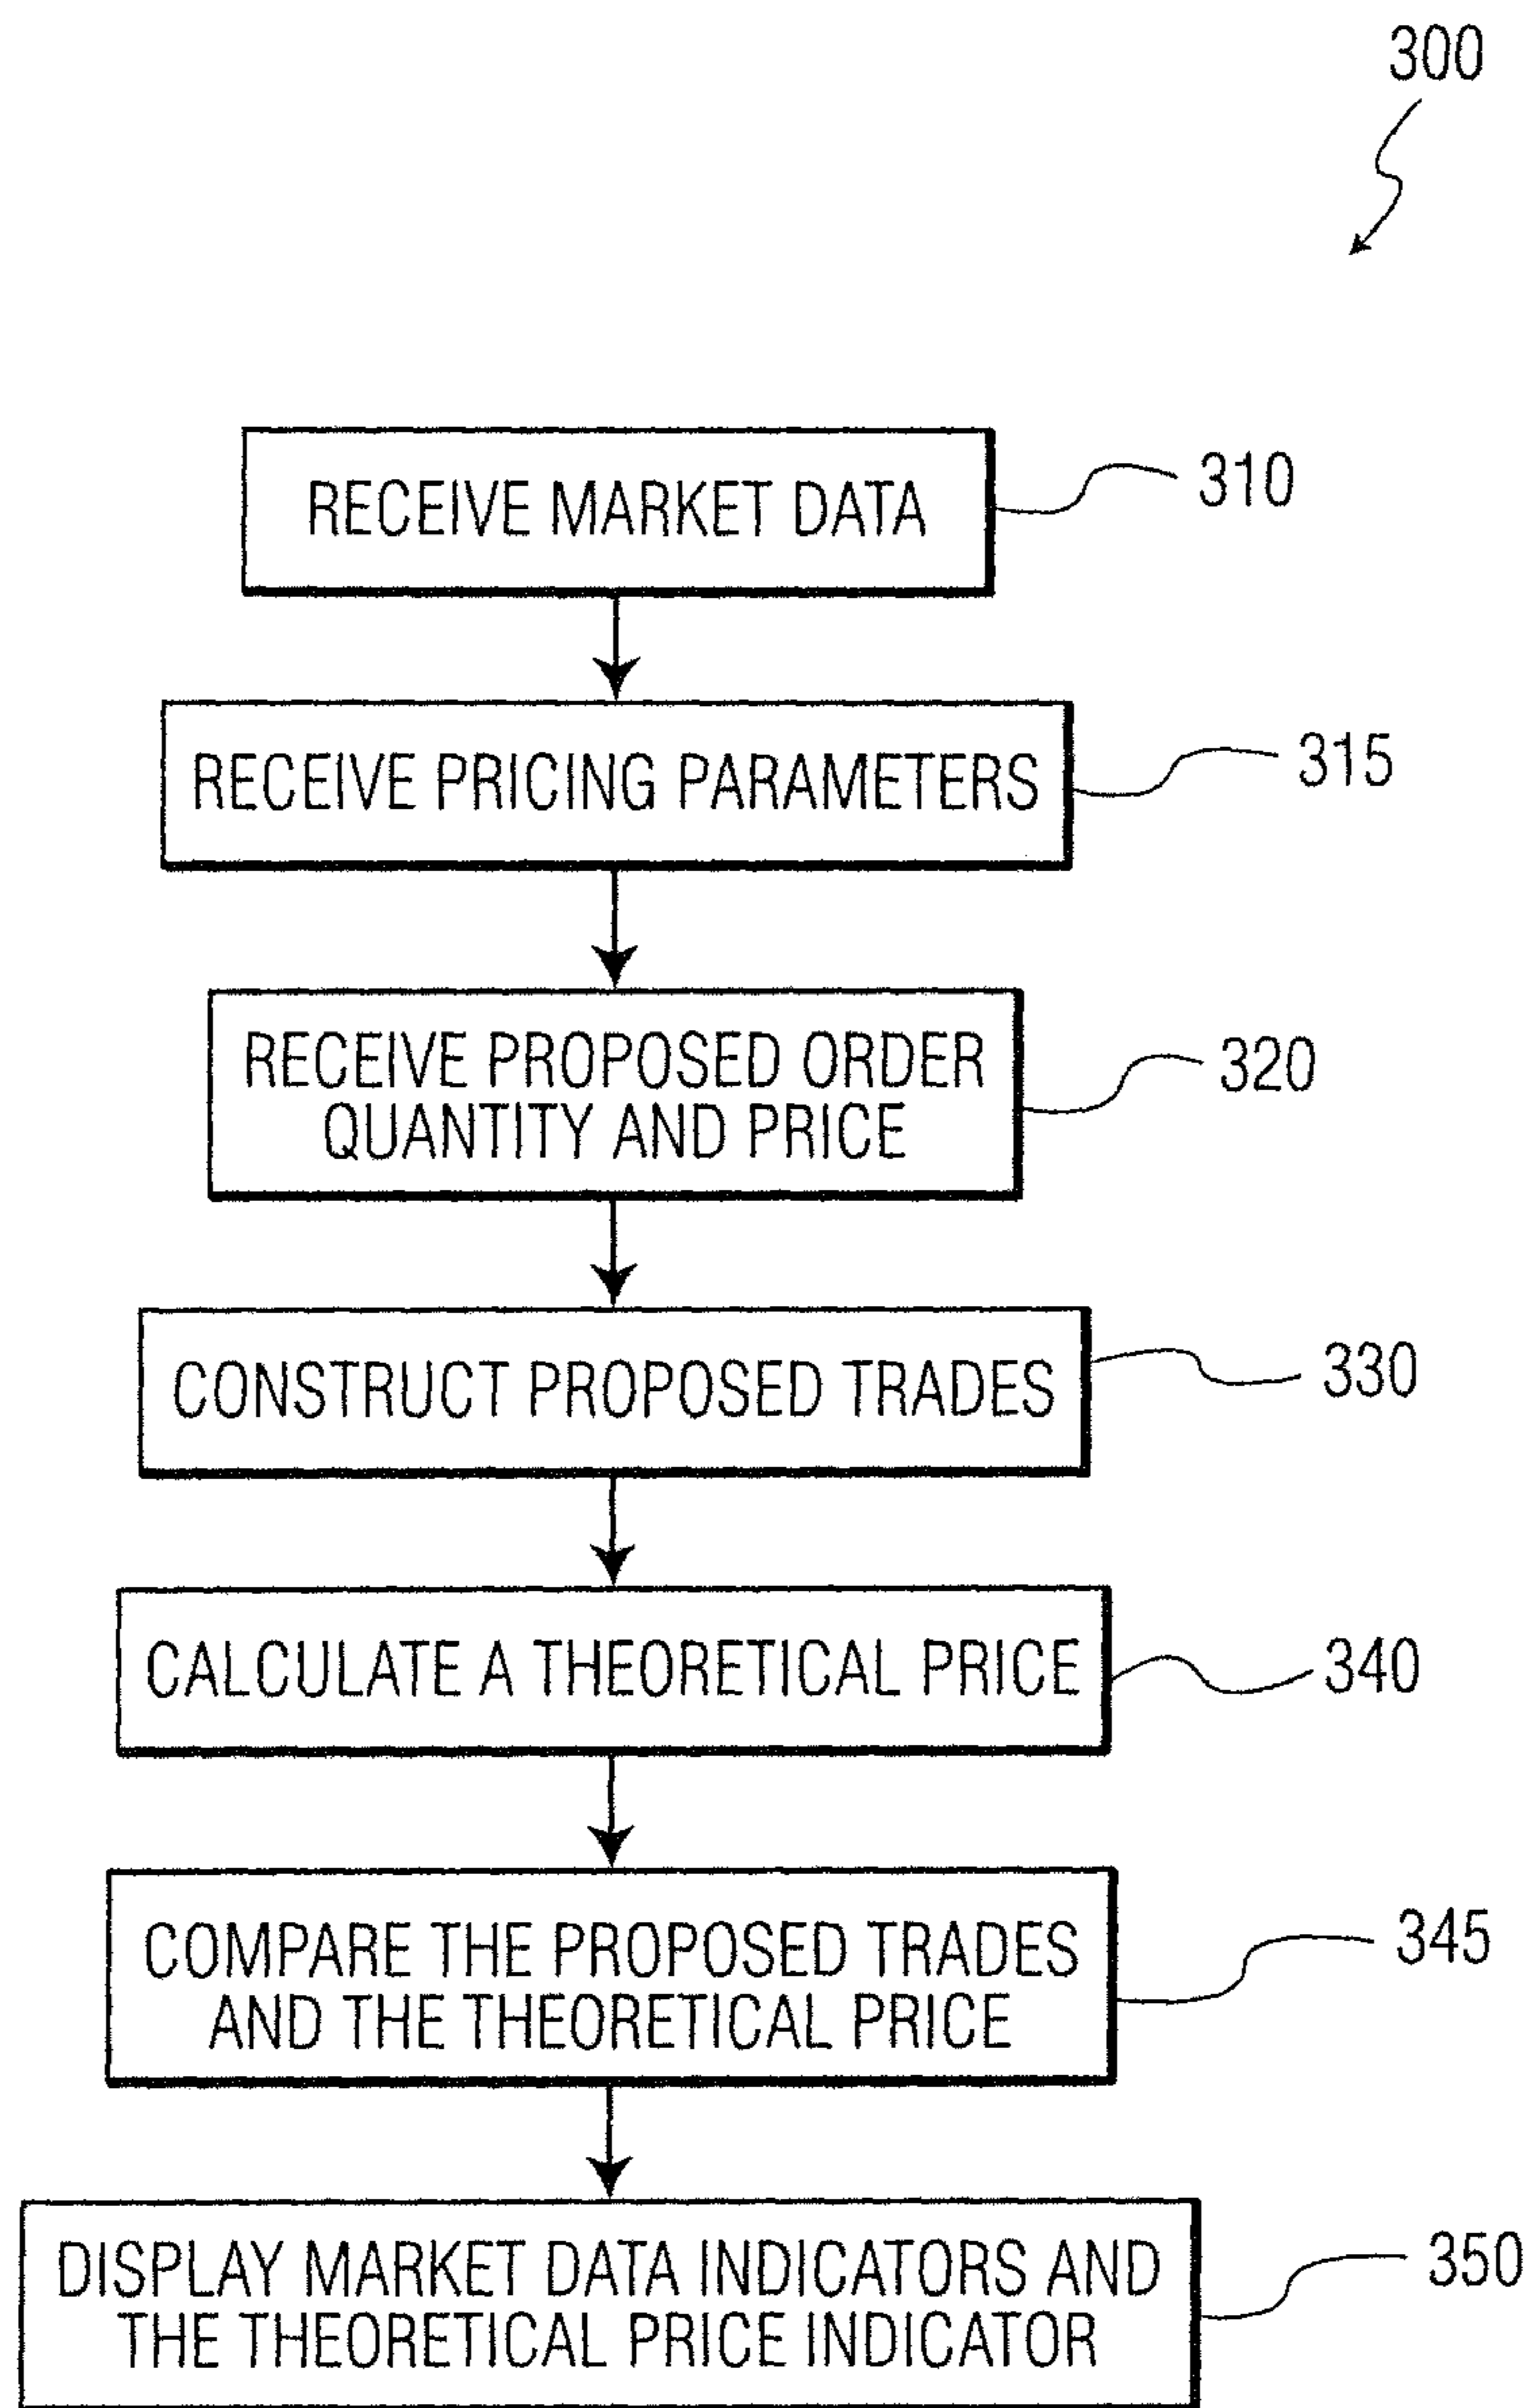 300
RECEIVE MARKET DATA
310
RECEIVE PRICING PARAMETERS
315
RECEIVE PROPOSED ORDER
QUANTITY AND PRICE
320
CONSTRUCT PROPOSED TRADES
330
CALCULATE A THEORETICAL PRICE
340
COMPARE THE PROPOSED TRADES
AND THE THEORETICAL PRICE
345
DISPLAY MARKET DATA INDICATORS AND
THE THEORETICAL PRICE INDICATOR
350